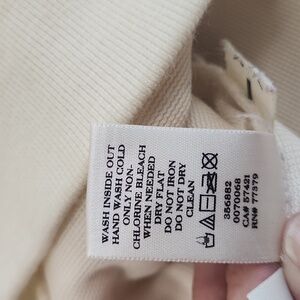 WASH INSIDE OUT
HAND WASH COLD
ONLY NON-
CHLORINE BLEACH
WHEN NEEDED
DRY FLAT
DO NOT IRON
DO NOT DRY
CLEAN
356882
0070068
CA# 57421
RN# 77379